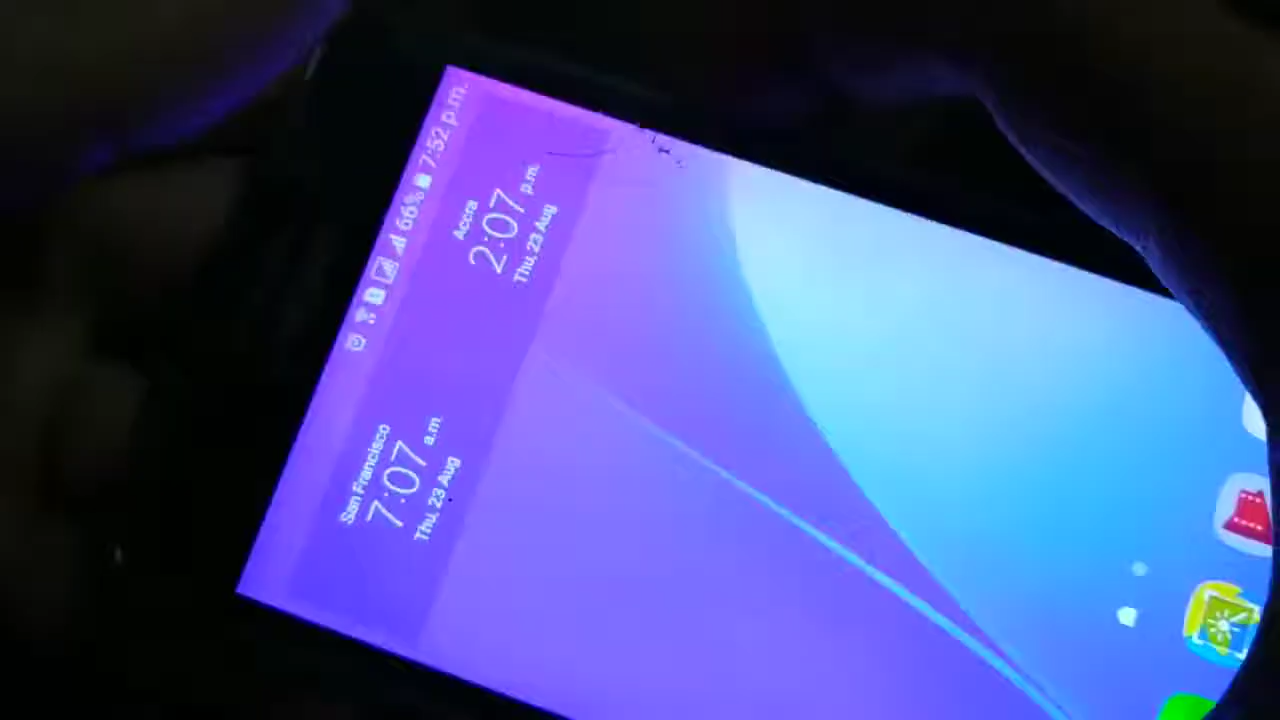 66% 7:52 p.m.
San Francisco
7:07 a.m.
Thu, 23 Aug
Accra
2:07 p.m.
Thu, 23 Aug